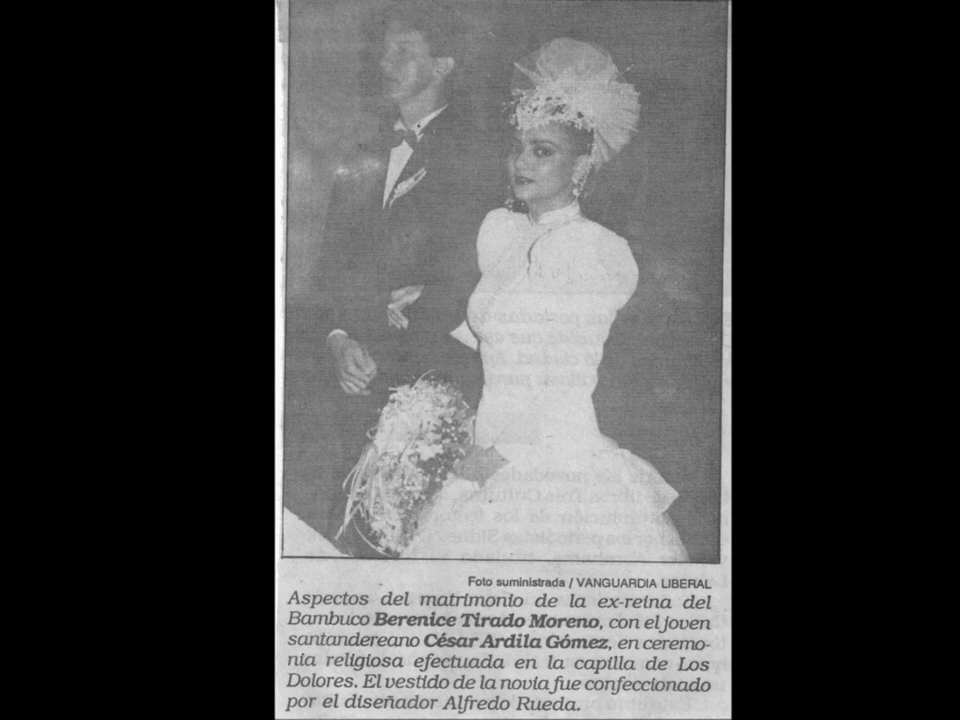 Foto suministrada / VANGUARDIA LIBERAL
Aspectos del matrimonio de la ex-reina del
Bambuco Berenice Tirado Moreno, con el joven
santandereano César Ardila Gómez, en ceremo-
nia religiosa efectuada en la capilla de Los
Dolores. El vestido de la novia fue confeccionado
por el diseñador Alfredo Rueda.